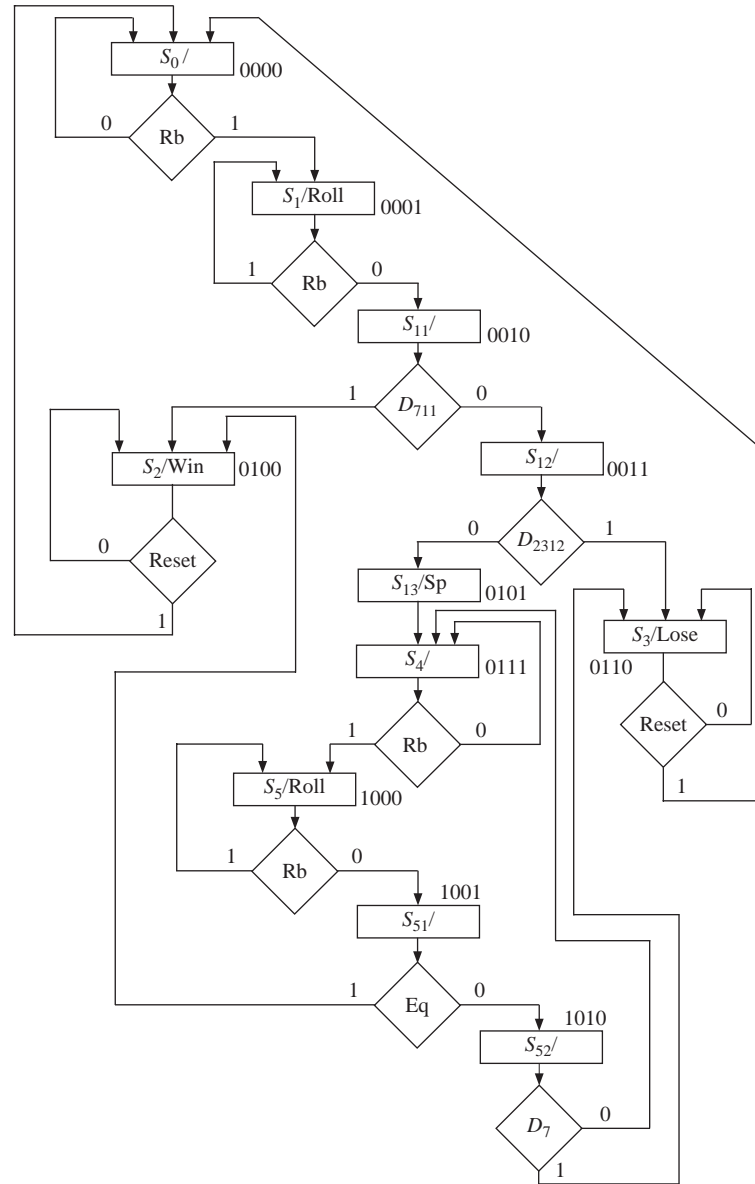 S₀/
0000
Rb
0
1
S₁/Roll
0001
Rb
1
0
S₁₁/
0010
D₇₁₁
1
0
S₂/Win
0100
Reset
0
1
S₁₂/
0011
D₂₃₁₂
0
1
S₁₃/Sp
0101
S₃/Lose
0110
Reset
0
1
S₄/
0111
Rb
1
0
S₅/Roll
1000
Rb
1
0
1001
S₅₁/
Eq
1
0
1010
S₅₂/
D₇
0
1